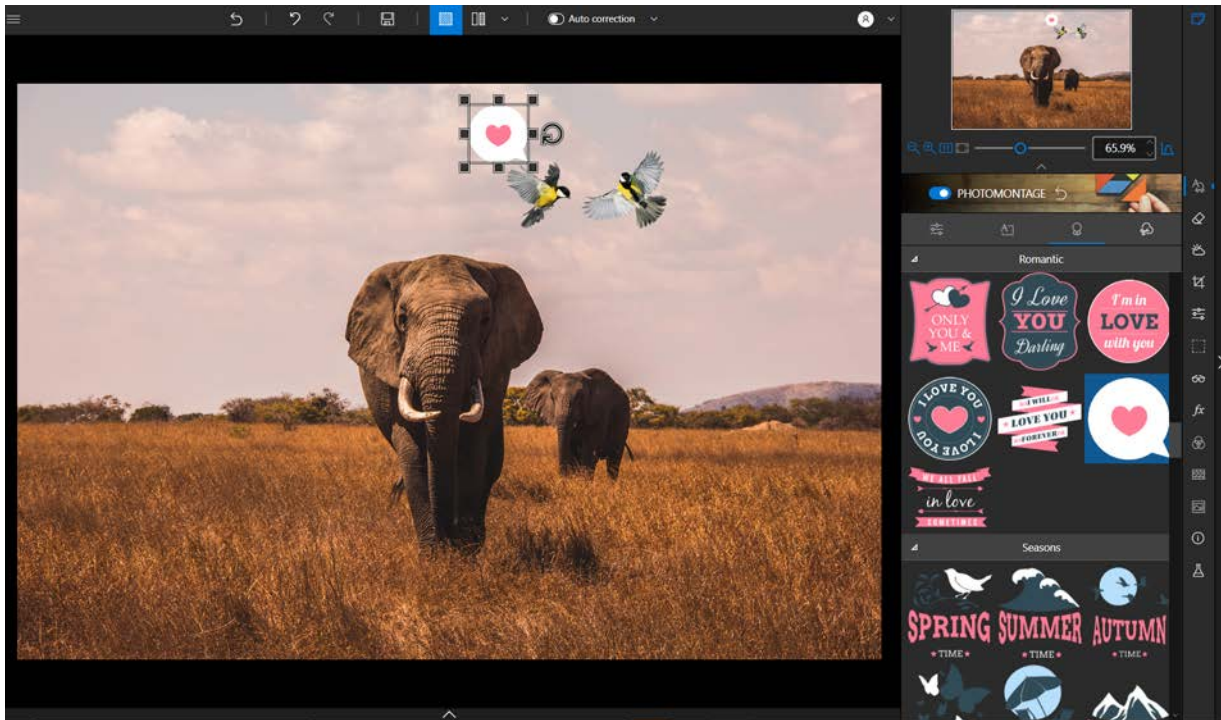 Auto correction
65.9%
PHOTOMONTAGE
Romantic
ONLY
YOU &
ME
I Love
YOU
Darling
I'm in
LOVE
with you
I LOVE YOU
I LOVE YOU
I WILL
LOVE YOU
FOREVER
WE ALL FALL
in love
SOMETIMES
Seasons
SPRING
TIME
SUMMER
TIME
AUTUMN
TIME
fx